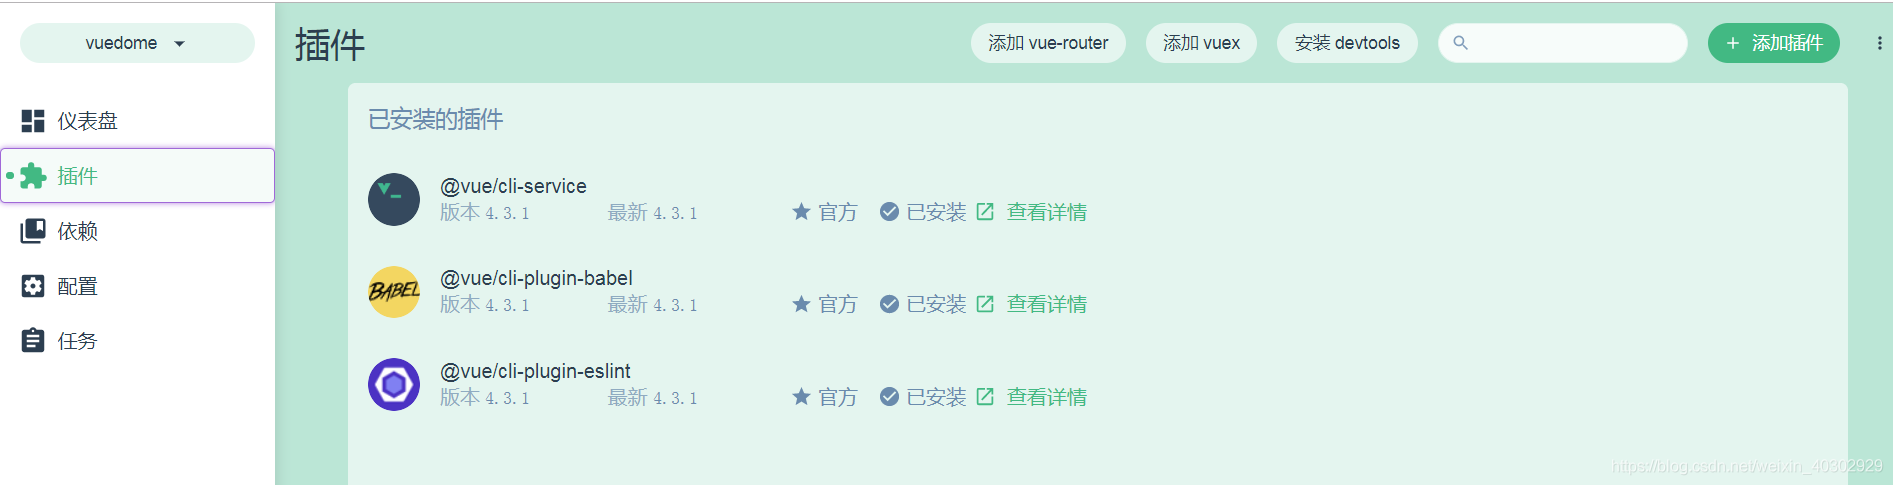 vuedome
插件
添加 vue-router
添加 vuex
安装 devtools
添加插件
仪表盘
插件
依赖
配置
任务
已安装的插件
@vue/cli-service
版本 4.3.1 最新 4.3.1 官方 已安装 查看详情
BABEL
@vue/cli-plugin-babel
版本 4.3.1 最新 4.3.1 官方 已安装 查看详情
@vue/cli-plugin-eslint
版本 4.3.1 最新 4.3.1 官方 已安装 查看详情
https://blog.csdn.net/weixin_40302929